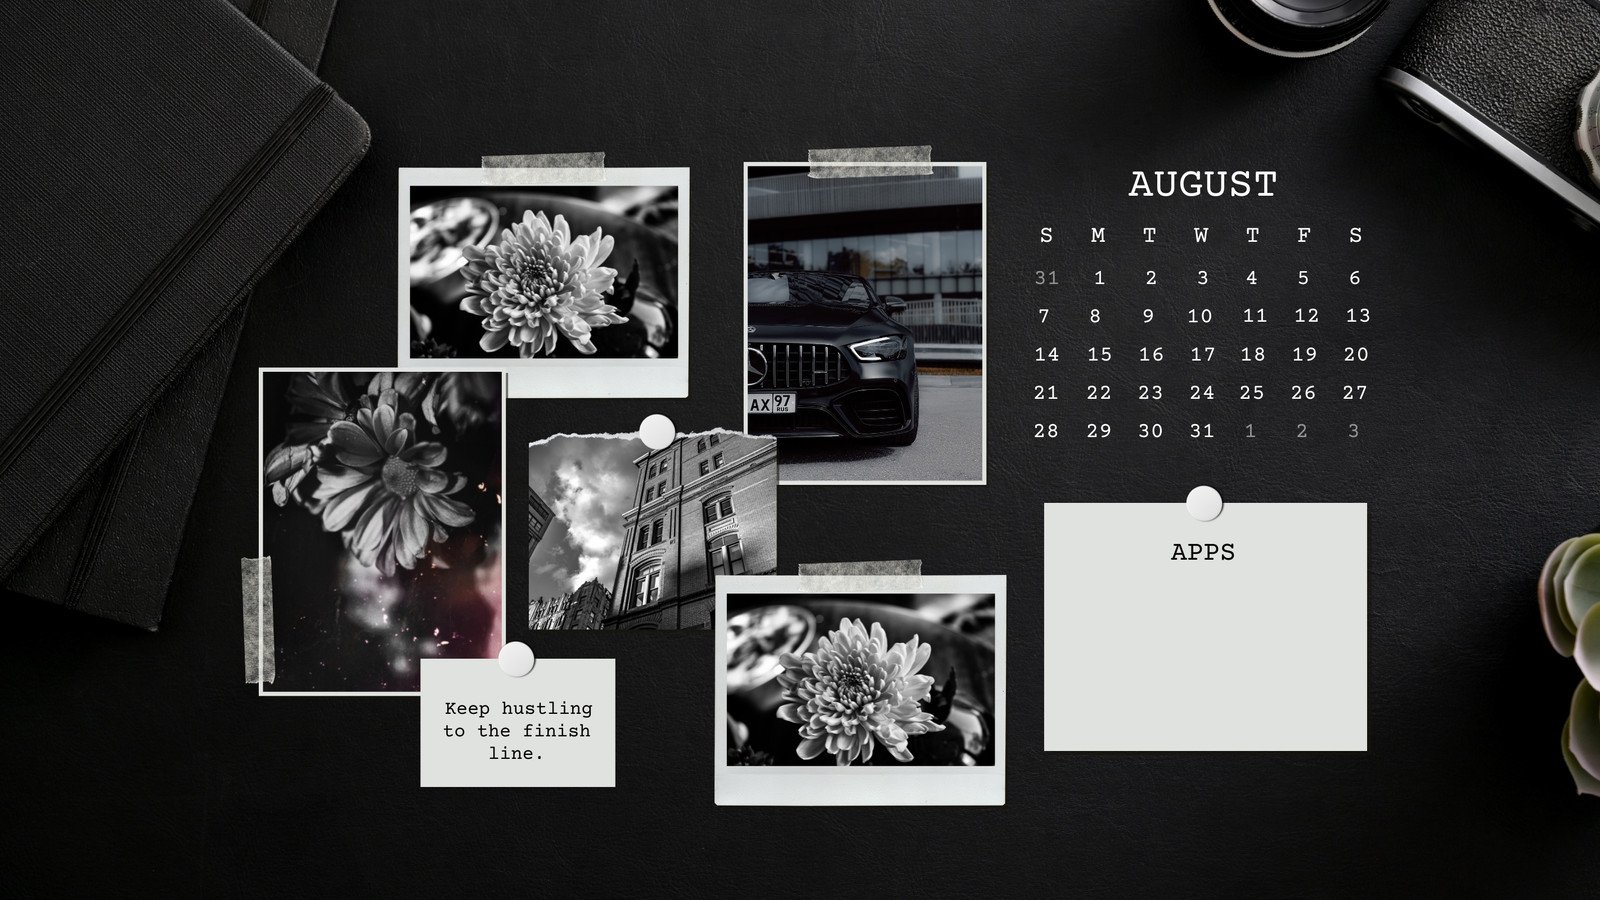 AUGUST
S M T W T F S
31 1 2 3 4 5 6
7 8 9 10 11 12 13
14 15 16 17 18 19 20
21 22 23 24 25 26 27
28 29 30 31 1 2 3
AX 97
RUS
APPS
Keep hustling
to the finish
line.